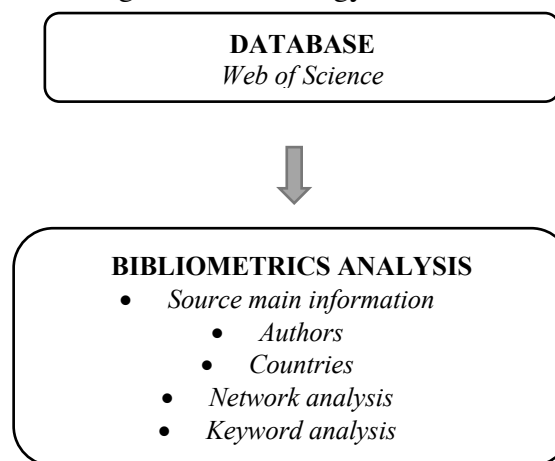 DATABASE
Web of Science
BIBLIOMETRICS ANALYSIS
• Source main information
• Authors
• Countries
• Network analysis
• Keyword analysis